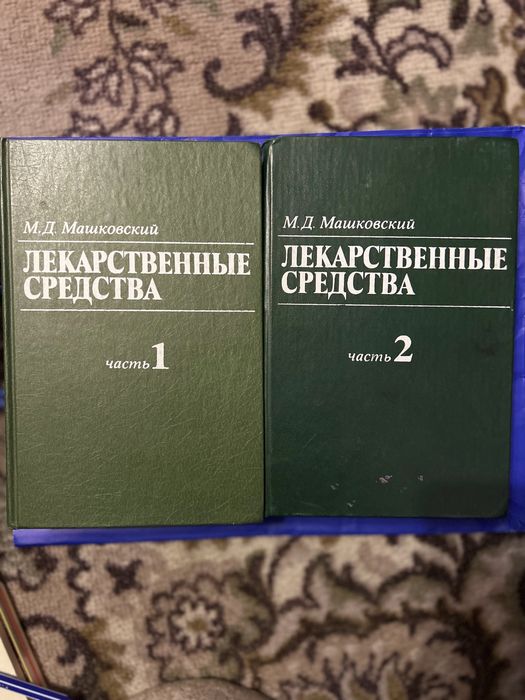 М.Д. Машковский
ЛЕКАРСТВЕННЫЕ
СРЕДСТВА
часть 1
М.Д. Машковский
ЛЕКАРСТВЕННЫЕ
СРЕДСТВА
часть 2